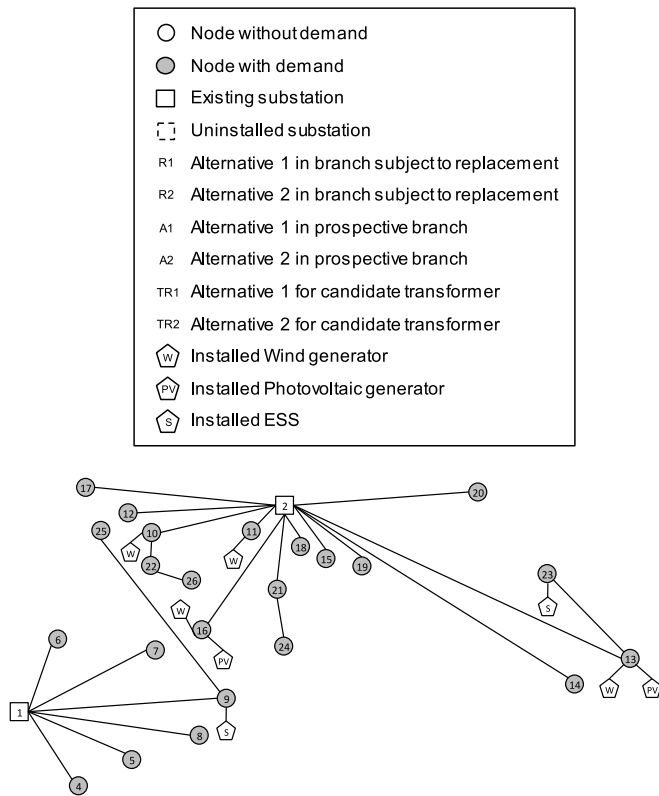 Node without demand
Node with demand
Existing substation
Uninstalled substation
R1 Alternative 1 in branch subject to replacement
R2 Alternative 2 in branch subject to replacement
A1 Alternative 1 in prospective branch
A2 Alternative 2 in prospective branch
TR1 Alternative 1 for candidate transformer
TR2 Alternative 2 for candidate transformer
W Installed Wind generator
PV Installed Photovoltaic generator
S Installed ESS
17
20
2
12
25
10
11
18
15
19
W
W
22
26
23
21
W
S
16
24
6
7
PV
13
14
W
PV
9
1
8
S
5
4